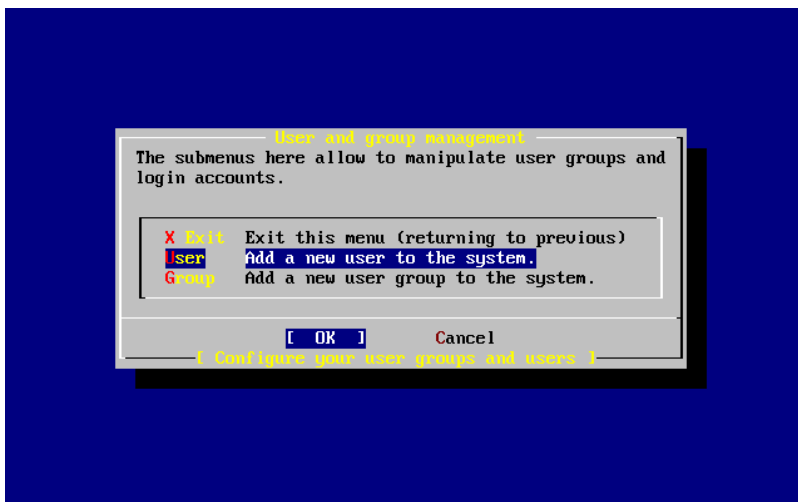 User and group management
The submenus here allow to manipulate user groups and
login accounts.
X Exit Exit this menu (returning to previous)
User Add a new user to the system.
Group Add a new user group to the system.
[ OK ] Cancel
[ Configure your user groups and users ]